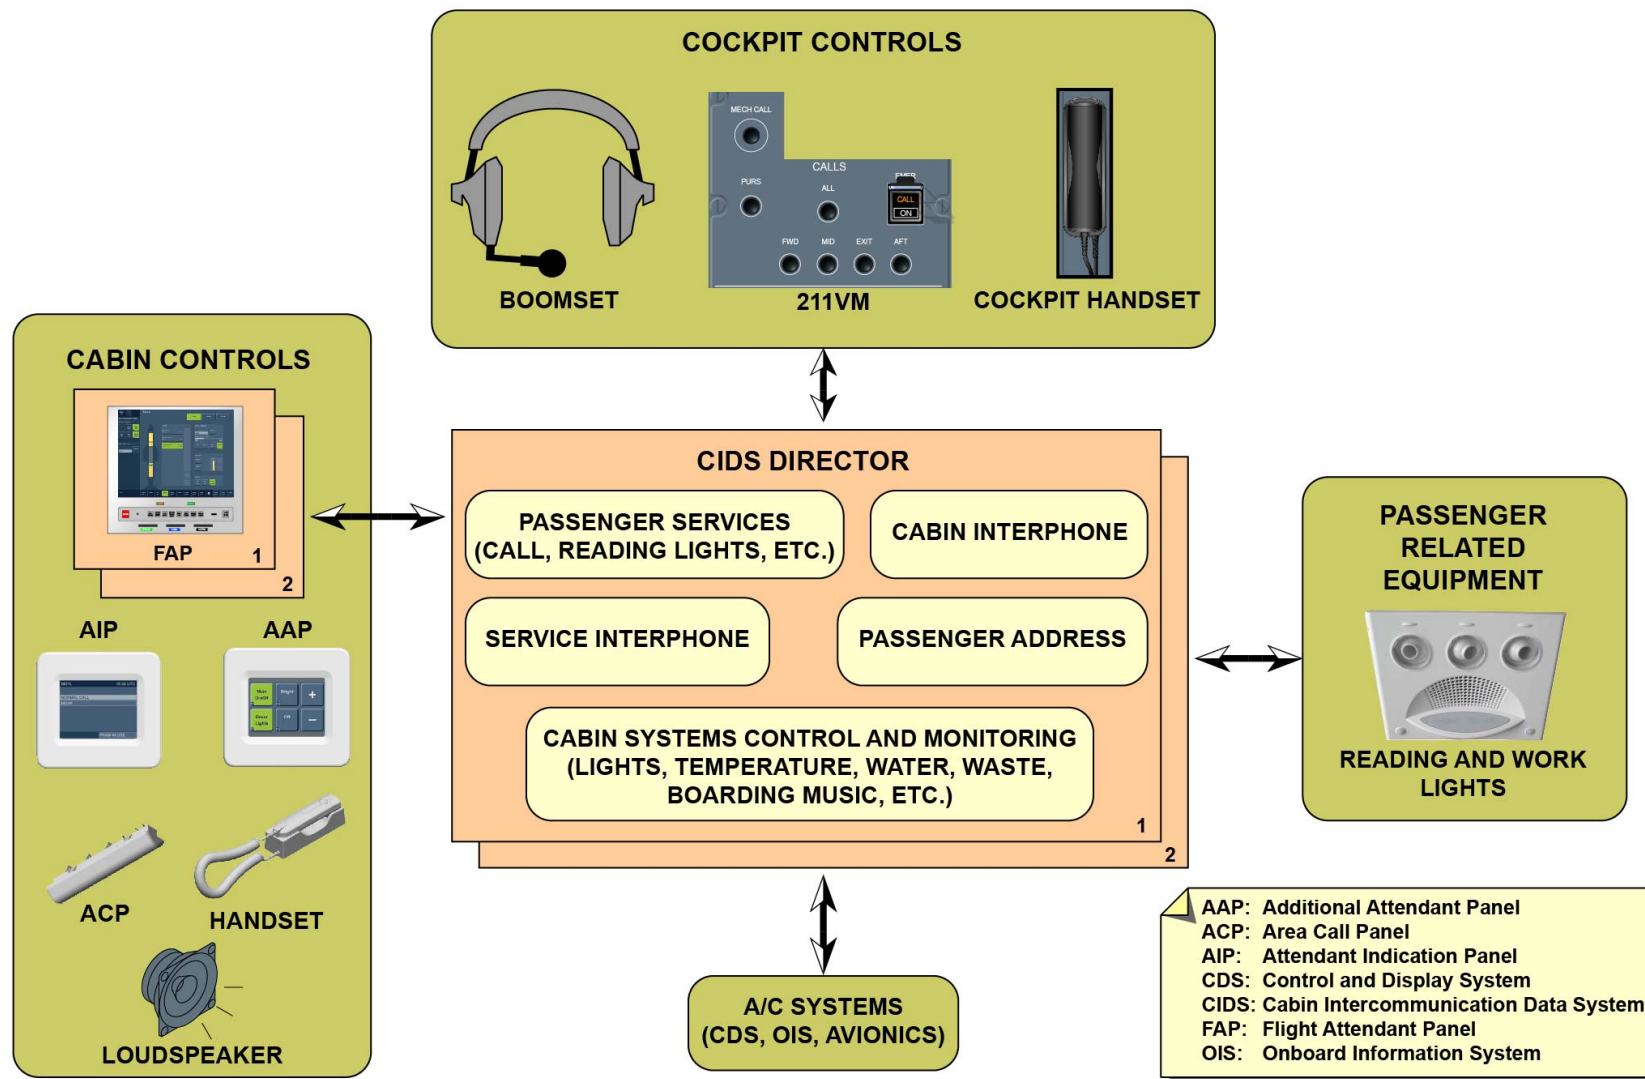 COCKPIT CONTROLS
MECH CALL
CALLS
PURS
ALL
EMER
CALL
ON
FWD MID EXIT AFT
BOOMSET
211VM
COCKPIT HANDSET
CABIN CONTROLS
FAP
1
2
AIP
AAP
ACP
HANDSET
LOUDSPEAKER
CIDS DIRECTOR
PASSENGER SERVICES
(CALL, READING LIGHTS, ETC.)
CABIN INTERPHONE
SERVICE INTERPHONE
PASSENGER ADDRESS
CABIN SYSTEMS CONTROL AND MONITORING
(LIGHTS, TEMPERATURE, WATER, WASTE,
BOARDING MUSIC, ETC.)
1
2
PASSENGER
RELATED
EQUIPMENT
READING AND WORK
LIGHTS
A/C SYSTEMS
(CDS, OIS, AVIONICS)
AAP: Additional Attendant Panel
ACP: Area Call Panel
AIP: Attendant Indication Panel
CDS: Control and Display System
CIDS: Cabin Intercommunication Data System
FAP: Flight Attendant Panel
OIS: Onboard Information System